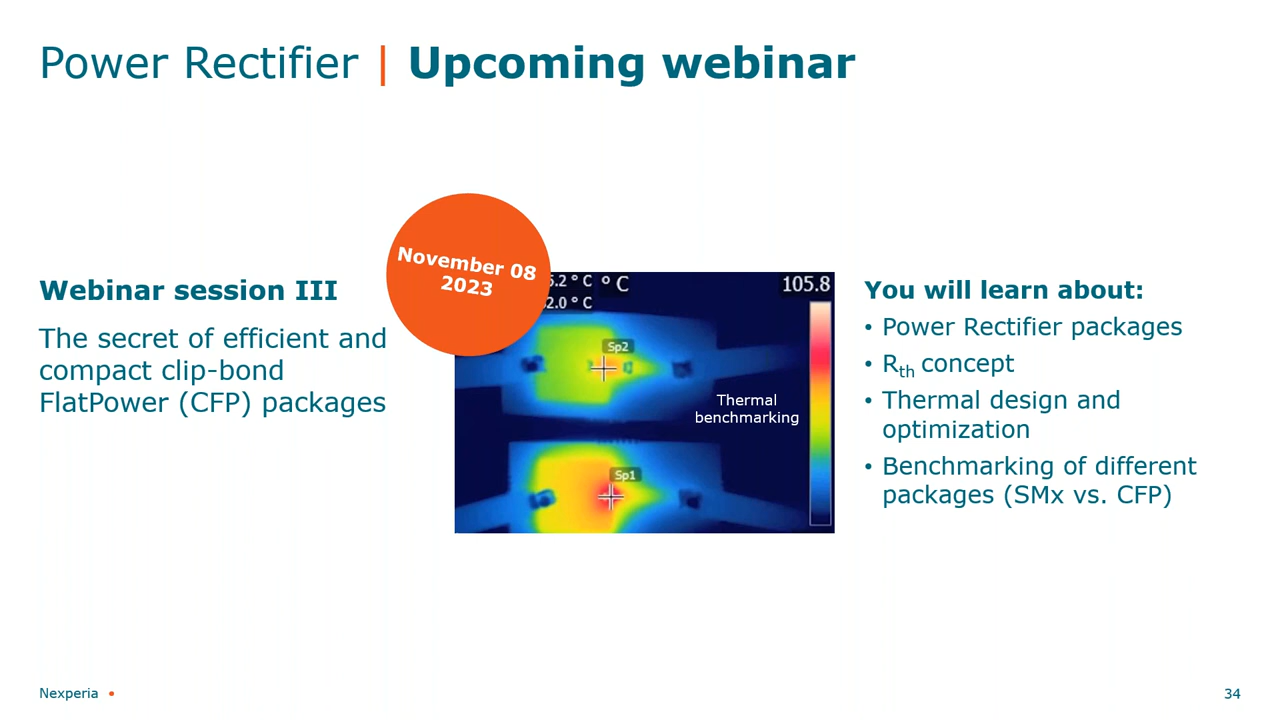 Power Rectifier | Upcoming webinar
November 08
2023
Webinar session III
The secret of efficient and
compact clip-bond
FlatPower (CFP) packages
5.2 ° C
° C
105.8
2.0 ° C
Sp2
Thermal
benchmarking
Sp1
You will learn about:
• Power Rectifier packages
• Rth concept
• Thermal design and
optimization
• Benchmarking of different
packages (SMx vs. CFP)
Nexperia •
34